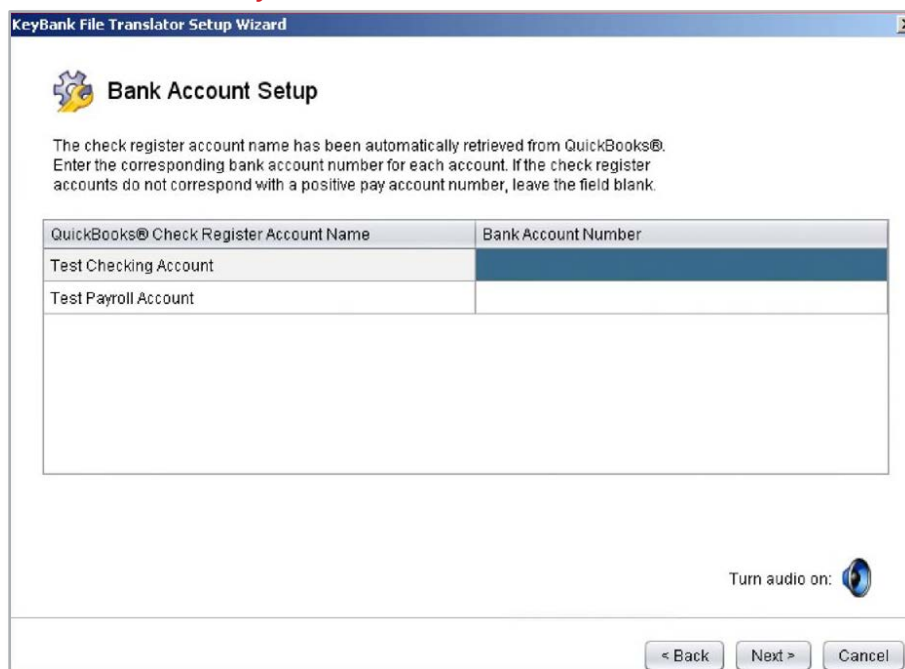 KeyBank File Translator Setup Wizard
Bank Account Setup
The check register account name has been automatically retrieved from QuickBooks®.
Enter the corresponding bank account number for each account. If the check register
accounts do not correspond with a positive pay account number, leave the field blank.
QuickBooks® Check Register Account Name Bank Account Number
Test Checking Account
Test Payroll Account
Turn audio on:
< Back Next > Cancel